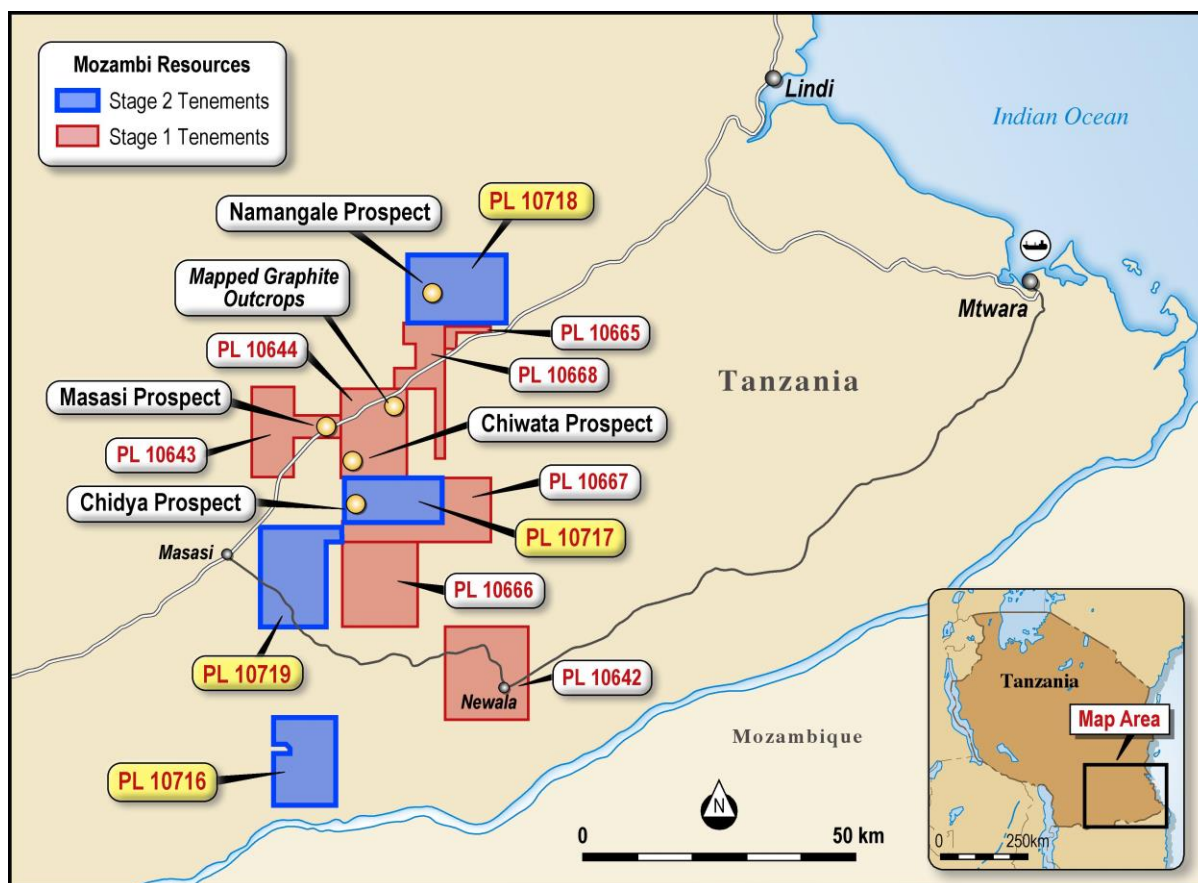 Mozambi Resources
Stage 2 Tenements
Stage 1 Tenements
Lindi
Indian Ocean
Namangale Prospect
PL 10718
Mapped Graphite
Outcrops
Mtwara
PL 10665
PL 10644
PL 10668
Tanzania
Masasi Prospect
Chiwata Prospect
PL 10643
PL 10667
Chidya Prospect
PL 10717
Masasi
PL 10666
PL 10719
PL 10642
Newala
Mozambique
PL 10716
N
0 50 km
Tanzania
Map Area
0 250km